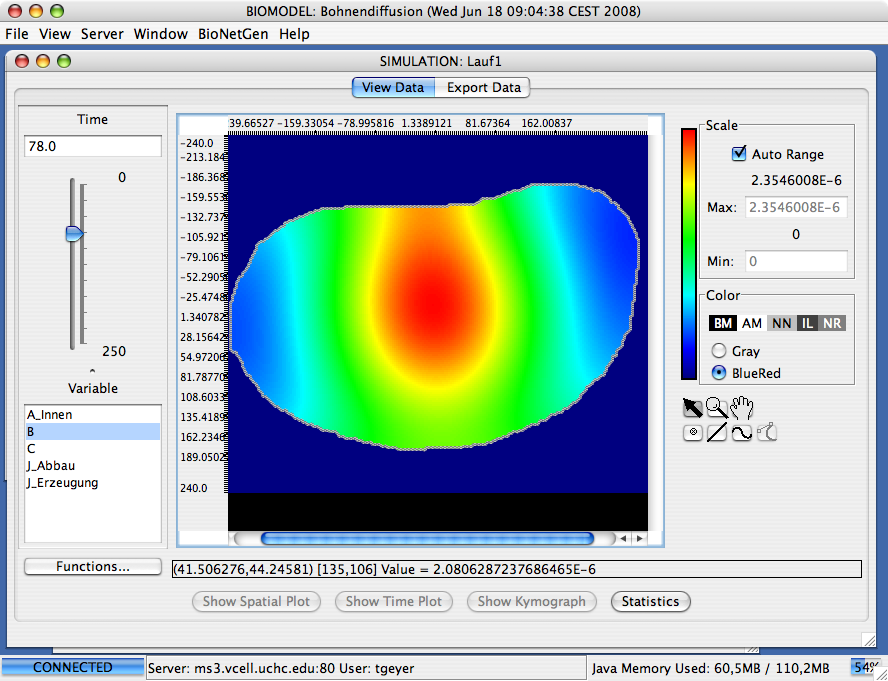 BIOMODEL: Bohnendiffusion (Wed Jun 18 09:04:38 CEST 2008)
File View Server Window BioNetGen Help
SIMULATION: Lauf1
View Data Export Data
Time
78.0
0
250
Variable
A_Innen
B
C
J_Abbau
J_Erzeugung
Functions...
39.66527 -159.33054 -78.995816 1.3389121 81.67364 162.00837
-240.0
-213.184
-186.368
-159.553
-132.737
-105.921
-79.1061
-52.2905
-25.4748
1.340782
28.15642
54.97206
81.78770
108.6033
135.4189
162.2346
189.0502
240.0
Scale
Auto Range
2.3546008E-6
Max: 2.3546008E-6
0
Min: 0
Color
BM AM NN IL NR
Gray
BlueRed
(41.506276,44.24581) [135,106] Value = 2.0806287237686465E-6
Show Spatial Plot Show Time Plot Show Kymograph Statistics
CONNECTED Server: ms3.vcell.uchc.edu:80 User: tgeyer Java Memory Used: 60,5MB / 110,2MB 54%